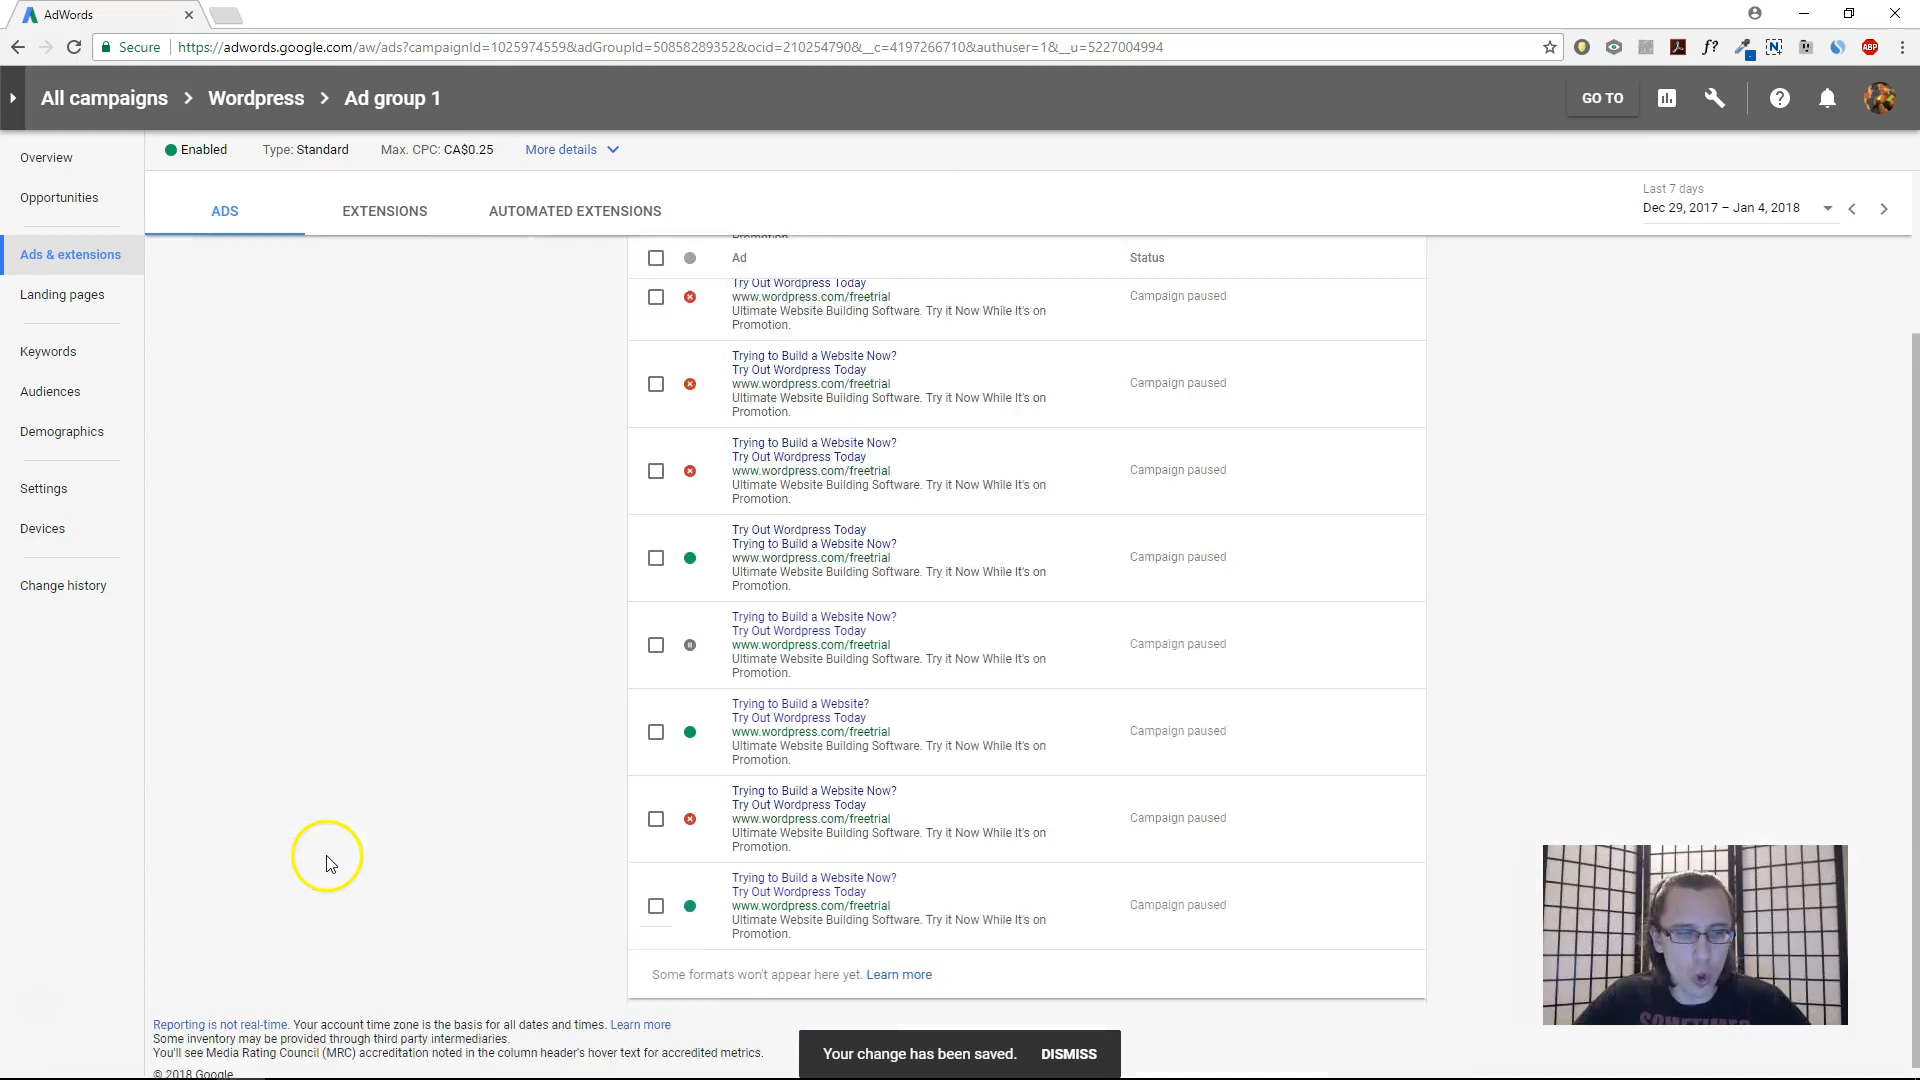 AdWords
Secure
https://adwords.google.com/aw/ads?campaignId=1025974559&adGroupId=50858289352&ocid=210254790&__c=4197266710&authuser=1&__u=5227004994
f?
ABP
All campaigns > Wordpress > Ad group 1
GO TO
Enabled Type: Standard Max. CPC: CA$0.25 More details
Overview
Opportunities
Ads & extensions
Landing pages
Keywords
Audiences
Demographics
Settings
Devices
Change history
ADS EXTENSIONS AUTOMATED EXTENSIONS
Last 7 days
Dec 29, 2017 – Jan 4, 2018
Promotion.
Ad Status
Try Out Wordpress Today
www.wordpress.com/freetrial Campaign paused
Ultimate Website Building Software. Try it Now While It's on
Promotion.
Trying to Build a Website Now?
Try Out Wordpress Today
www.wordpress.com/freetrial Campaign paused
Ultimate Website Building Software. Try it Now While It's on
Promotion.
Trying to Build a Website Now?
Try Out Wordpress Today
www.wordpress.com/freetrial Campaign paused
Ultimate Website Building Software. Try it Now While It's on
Promotion.
Try Out Wordpress Today
Trying to Build a Website Now?
www.wordpress.com/freetrial Campaign paused
Ultimate Website Building Software. Try it Now While It's on
Promotion.
Trying to Build a Website Now?
Try Out Wordpress Today
www.wordpress.com/freetrial Campaign paused
Ultimate Website Building Software. Try it Now While It's on
Promotion.
Trying to Build a Website?
Try Out Wordpress Today
www.wordpress.com/freetrial Campaign paused
Ultimate Website Building Software. Try it Now While It's on
Promotion.
Trying to Build a Website Now?
Try Out Wordpress Today
www.wordpress.com/freetrial Campaign paused
Ultimate Website Building Software. Try it Now While It's on
Promotion.
Trying to Build a Website Now?
Try Out Wordpress Today
www.wordpress.com/freetrial Campaign paused
Ultimate Website Building Software. Try it Now While It's on
Promotion.
Some formats won't appear here yet. Learn more
Reporting is not real-time. Your account time zone is the basis for all dates and times. Learn more
Some inventory may be provided through third party intermediaries.
You'll see Media Rating Council (MRC) accreditation noted in the column header's hover text for accredited metrics.
© 2018 Google.
Your change has been saved. DISMISS